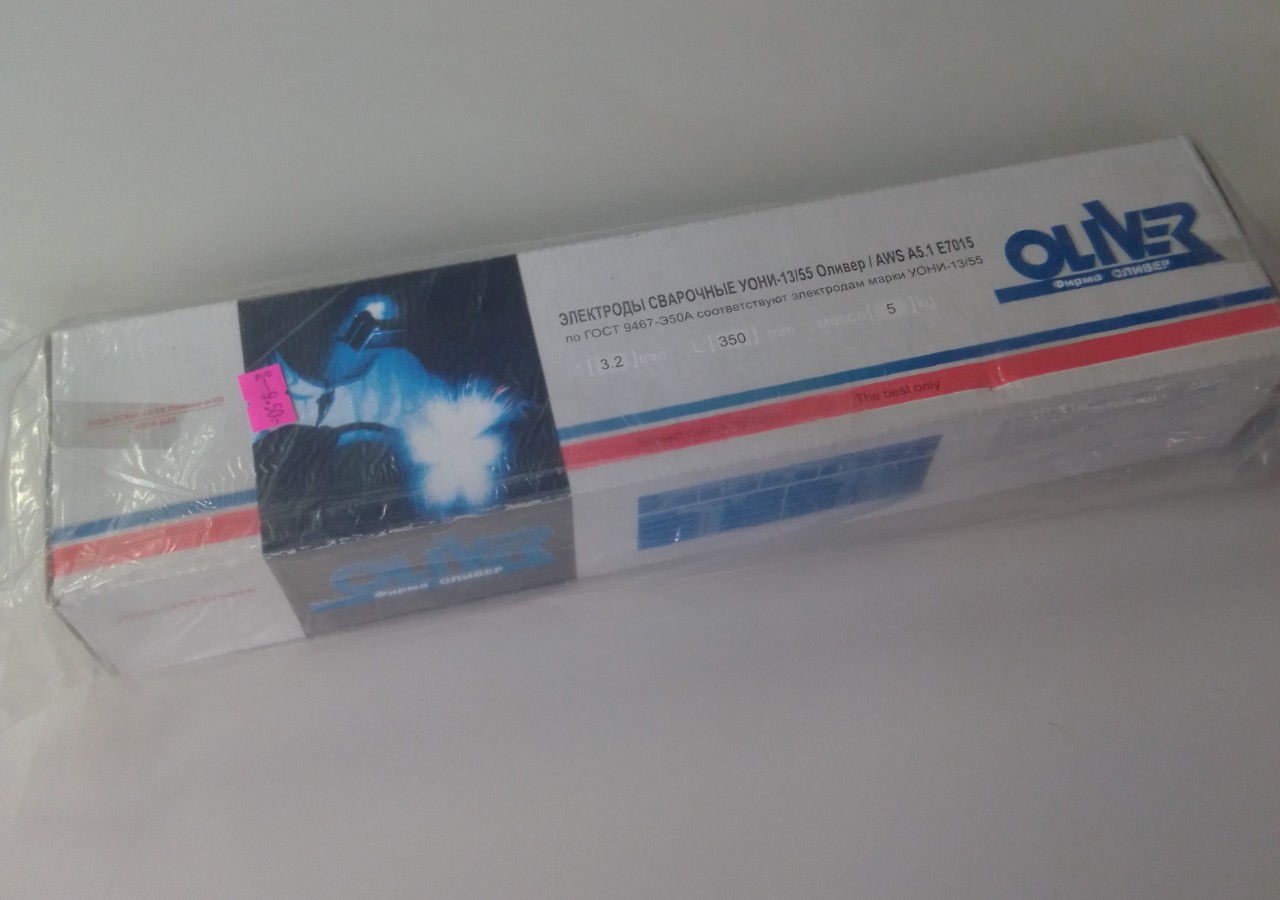 OLIVER
Фирма ОЛИВЕР
ЭЛЕКТРОДЫ СВАРОЧНЫЕ УОНИ-13/55 Оливер / AWS A5.1 E7015
по ГОСТ 9467-Э50А соответствуют электродам марки УОНИ-13/55
[ 3.2 ] mm L [ 350 ] mm масса [ 5 ] kg
The best only
OLIVER
Фирма ОЛИВЕР